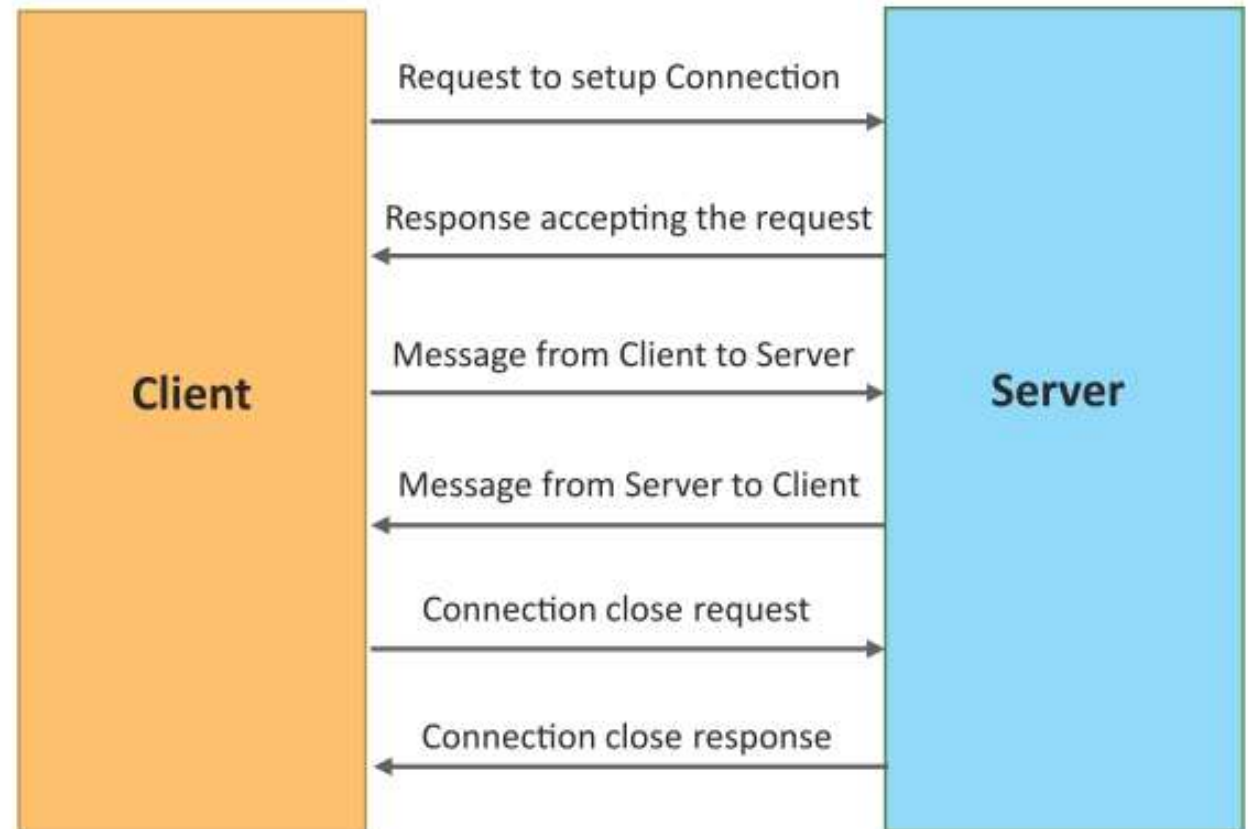 Request to setup Connection
Response accepting the request
Message from Client to Server
Client
Server
Message from Server to Client
Connection close request
Connection close response